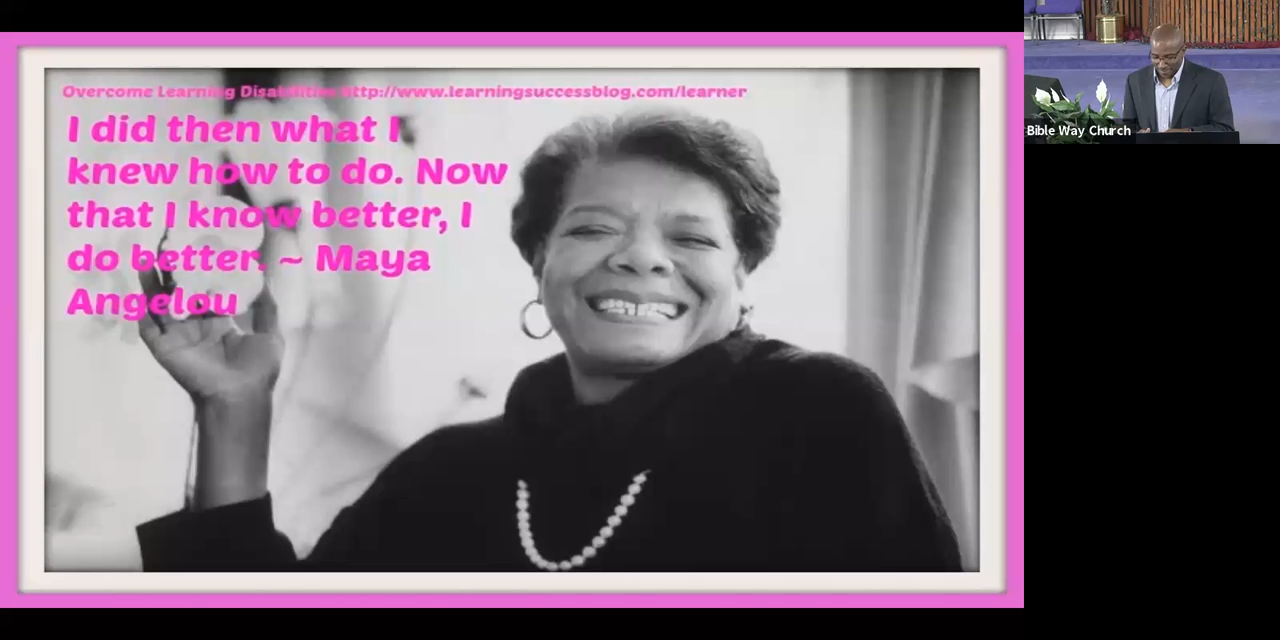 Overcome Learning Disabilities http://www.learningsuccessblog.com/learner
I did then what I
knew how to do. Now
that I know better, I
do better. ~ Maya
Angelou
Bible Way Church